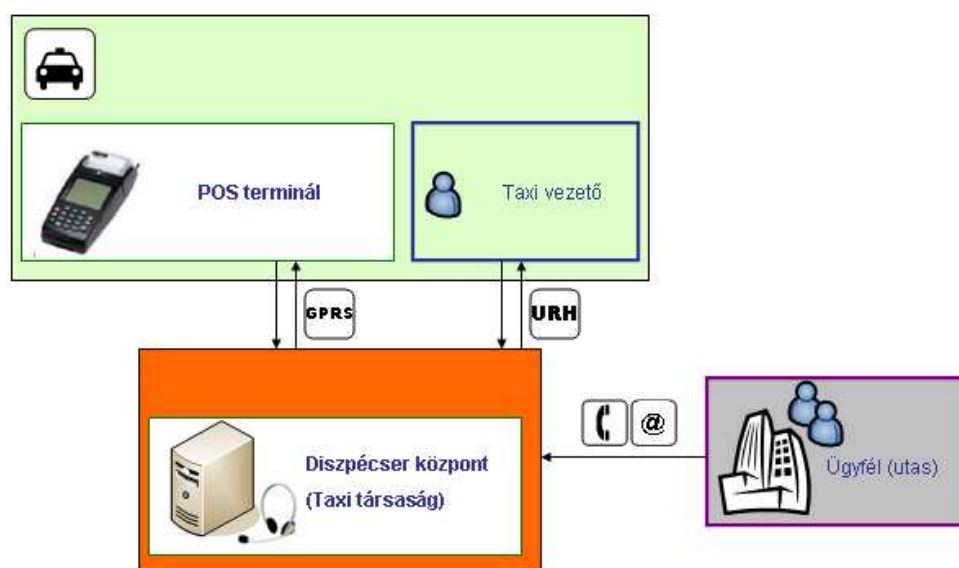 POS terminál
Taxi vezető
GPRS
URH
@
Diszpécser központ
(Taxi társaság)
Ügyfél (utas)